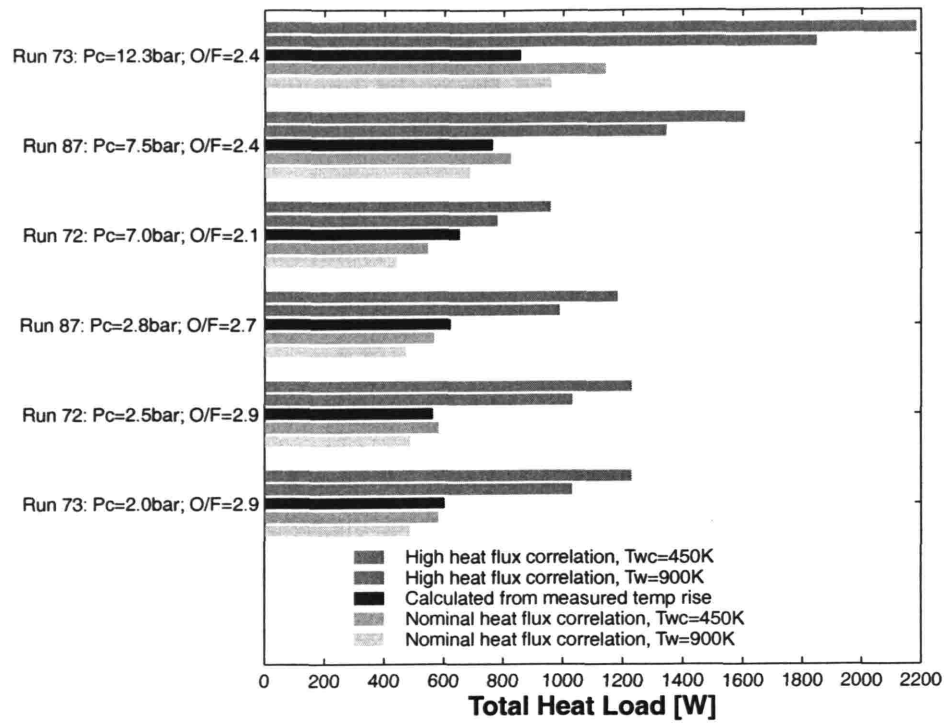 Run 73: Pc=12.3bar; O/F=2.4
Run 87: Pc=7.5bar; O/F=2.4
Run 72: Pc=7.0bar; O/F=2.1
Run 87: Pc=2.8bar; O/F=2.7
Run 72: Pc=2.5bar; O/F=2.9
Run 73: Pc=2.0bar; O/F=2.9
High heat flux correlation, Twc=450K
High heat flux correlation, Tw=900K
Calculated from measured temp rise
Nominal heat flux correlation, Twc=450K
Nominal heat flux correlation, Tw=900K
0 200 400 600 800 1000 1200 1400 1600 1800 2000 2200
Total Heat Load [W]